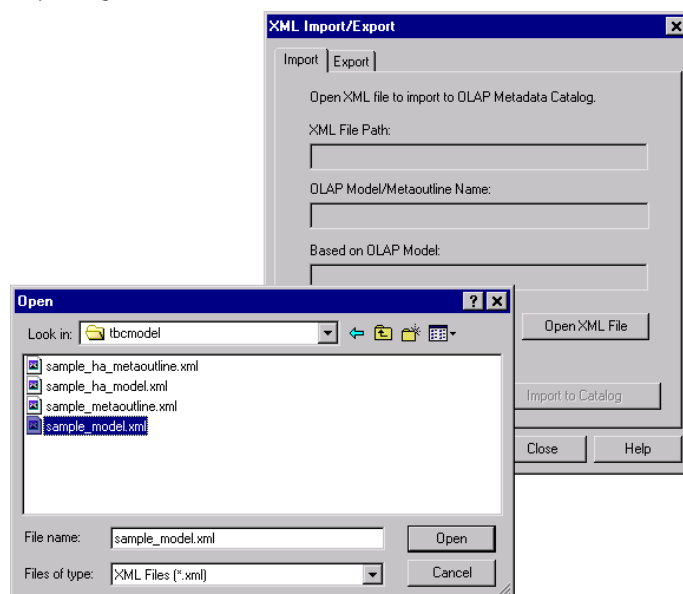 XML Import/Export
Import Export
Open XML file to import to OLAP Metadata Catalog.
XML File Path:
OLAP Model/Metaoutline Name:
Based on OLAP Model:
Open XML File
Import to Catalog
Close Help
Open
Look in: tbcmodel
sample_ha_metaoutline.xml
sample_ha_model.xml
sample_metaoutline.xml
sample_model.xml
File name: sample_model.xml Open
Files of type: XML Files (*.xml) Cancel